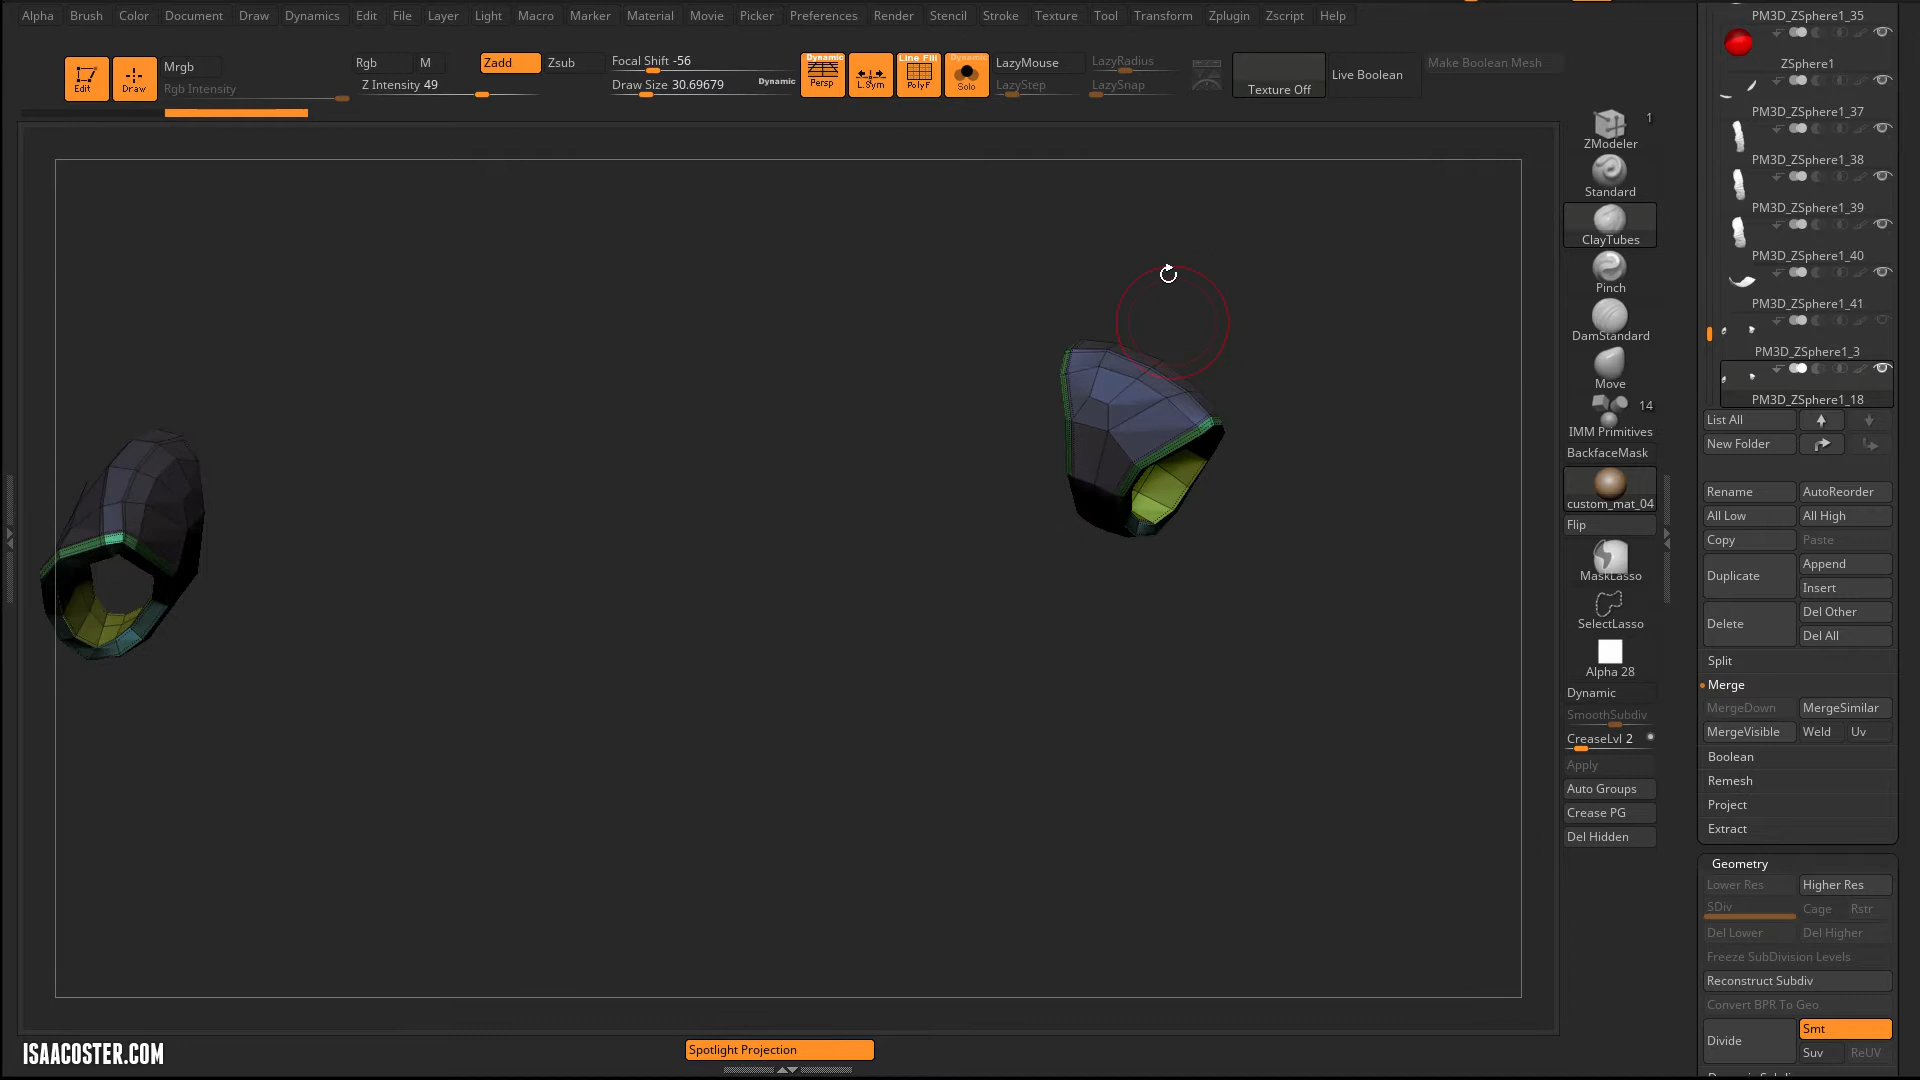 Alpha Brush Color Document Draw Dynamics Edit File Layer Light Macro Marker Material Movie Picker Preferences Render Stencil Stroke Texture Tool Transform Zplugin Zscript Help
Edit
Draw
Mrgb
Rgb Intensity
Rgb
M
Zadd
Zsub
Z Intensity 49
Focal Shift -56
Draw Size 30.69679
Dynamic
Dynamic
Persp
L.Sym
Line Fill
PolyF
Dynamic
Solo
LazyMouse
LazyStep
LazyRadius
LazySnap
Texture Off
Live Boolean
Make Boolean Mesh
1
ZModeler
Standard
ClayTubes
Pinch
DamStandard
Move
14
IMM Primitives
BackfaceMask
custom_mat_04
Flip
MaskLasso
SelectLasso
Alpha 28
Dynamic
SmoothSubdiv
CreaseLvl 2
Apply
Auto Groups
Crease PG
Del Hidden
PM3D_ZSphere1_35
ZSphere1
PM3D_ZSphere1_37
PM3D_ZSphere1_38
PM3D_ZSphere1_39
PM3D_ZSphere1_40
PM3D_ZSphere1_41
PM3D_ZSphere1_3
PM3D_ZSphere1_18
List All
New Folder
Rename AutoReorder
All Low All High
Copy Paste
Duplicate
Append
Insert
Delete
Del Other
Del All
Split
Merge
MergeDown MergeSimilar
MergeVisible Weld Uv
Boolean
Remesh
Project
Extract
Geometry
Lower Res Higher Res
SDiv Cage Rstr
Del Lower Del Higher
Freeze SubDivision Levels
Reconstruct Subdiv
Convert BPR To Geo
Divide
Smt
Suv ReUV
ISAACOSTER.COM
Spotlight Projection